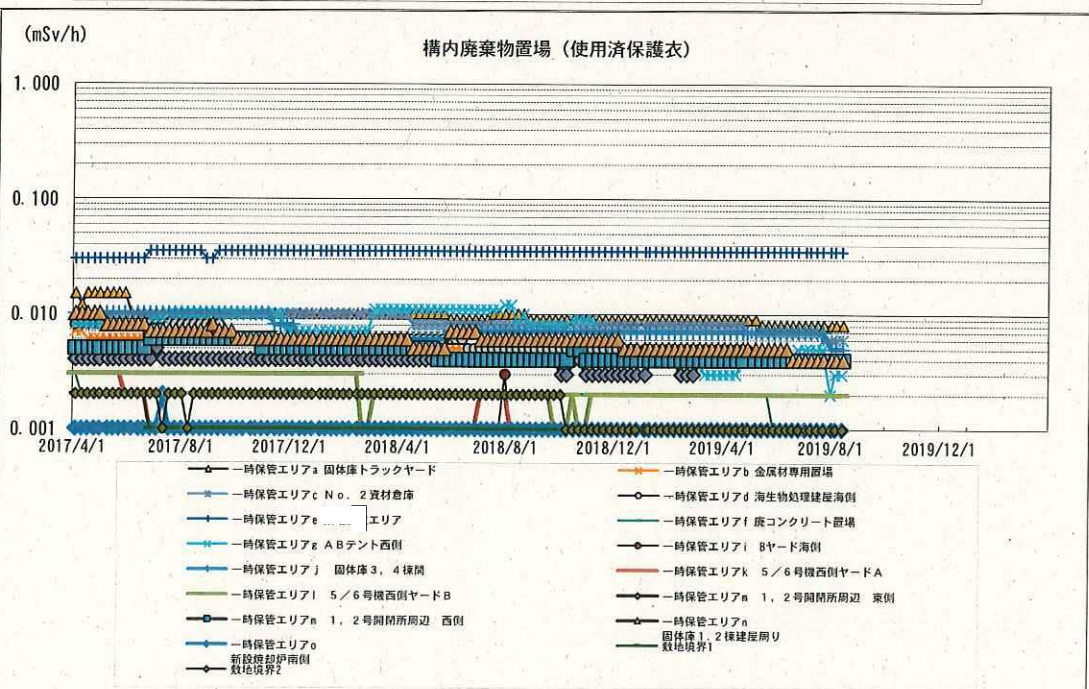 (mSv/h)
構内廃棄物置場（使用済保護衣）
1.000
0.100
0.010
0.001
2017/4/1 2017/8/1 2017/12/1 2018/4/1 2018/8/1 2018/12/1 2019/4/1 2019/8/1 2019/12/1
一時保管エリアa 固体庫トラックヤード
一時保管エリアb 金属材専用置場
一時保管エリアc No．2資材倉庫
一時保管エリアd 海生物処理建屋海側
一時保管エリアe エリア
一時保管エリアf 廃コンクリート置場
一時保管エリアg ABテント西側
一時保管エリアi Bヤード海側
一時保管エリアj 固体庫3，4棟間
一時保管エリアk 5／6号機西側ヤードA
一時保管エリアl 5／6号機西側ヤードB
一時保管エリアm 1，2号開閉所周辺 東側
一時保管エリアm 1，2号開閉所周辺 西側
一時保管エリアn
固体庫1，2棟建屋周り
一時保管エリアo
敷地境界1
新設焼却炉南側
敷地境界2